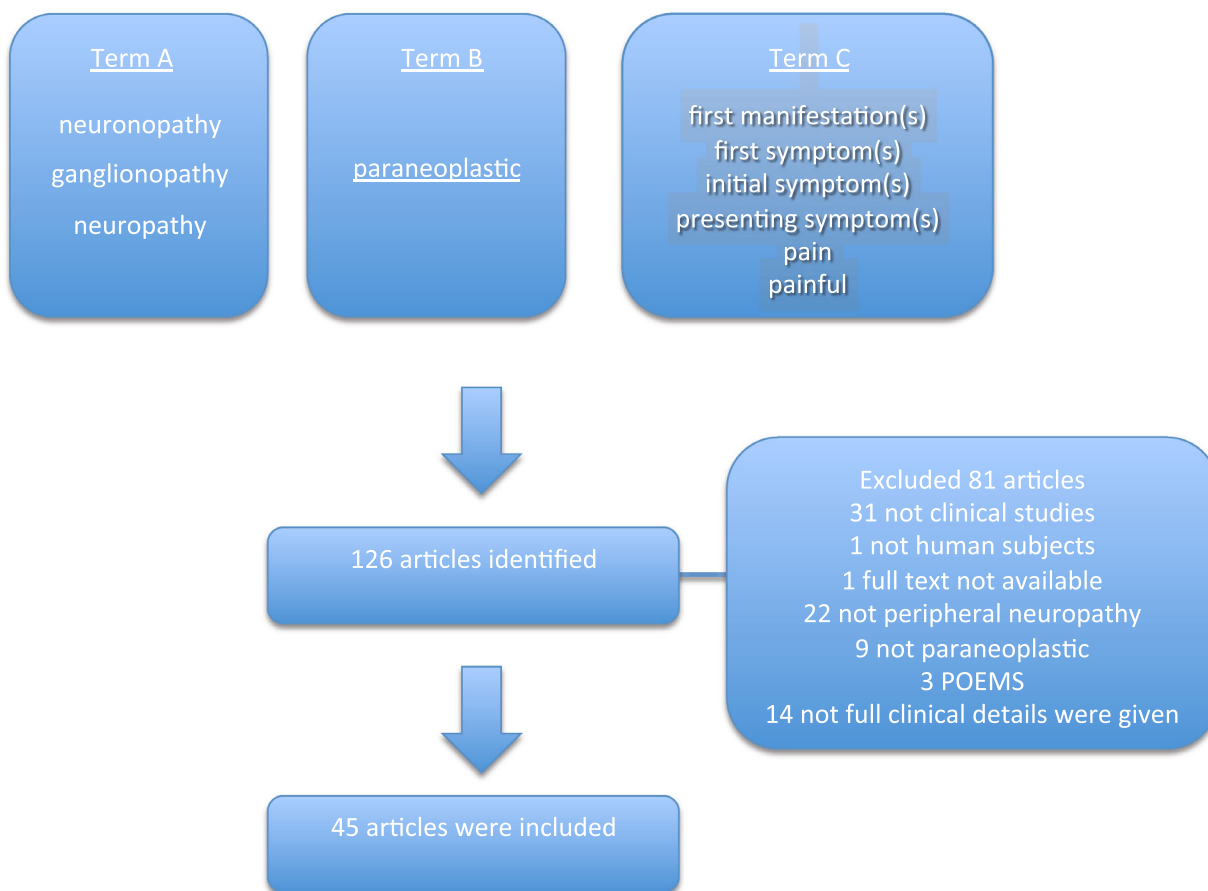 Term A
neuronopathy
ganglionopathy
neuropathy
Term B
paraneoplastic
Term C
first manifestation(s)
first symptom(s)
initial symptom(s)
presenting symptom(s)
pain
painful
126 articles identified
Excluded 81 articles
31 not clinical studies
1 not human subjects
1 full text not available
22 not peripheral neuropathy
9 not paraneoplastic
3 POEMS
14 not full clinical details were given
45 articles were included